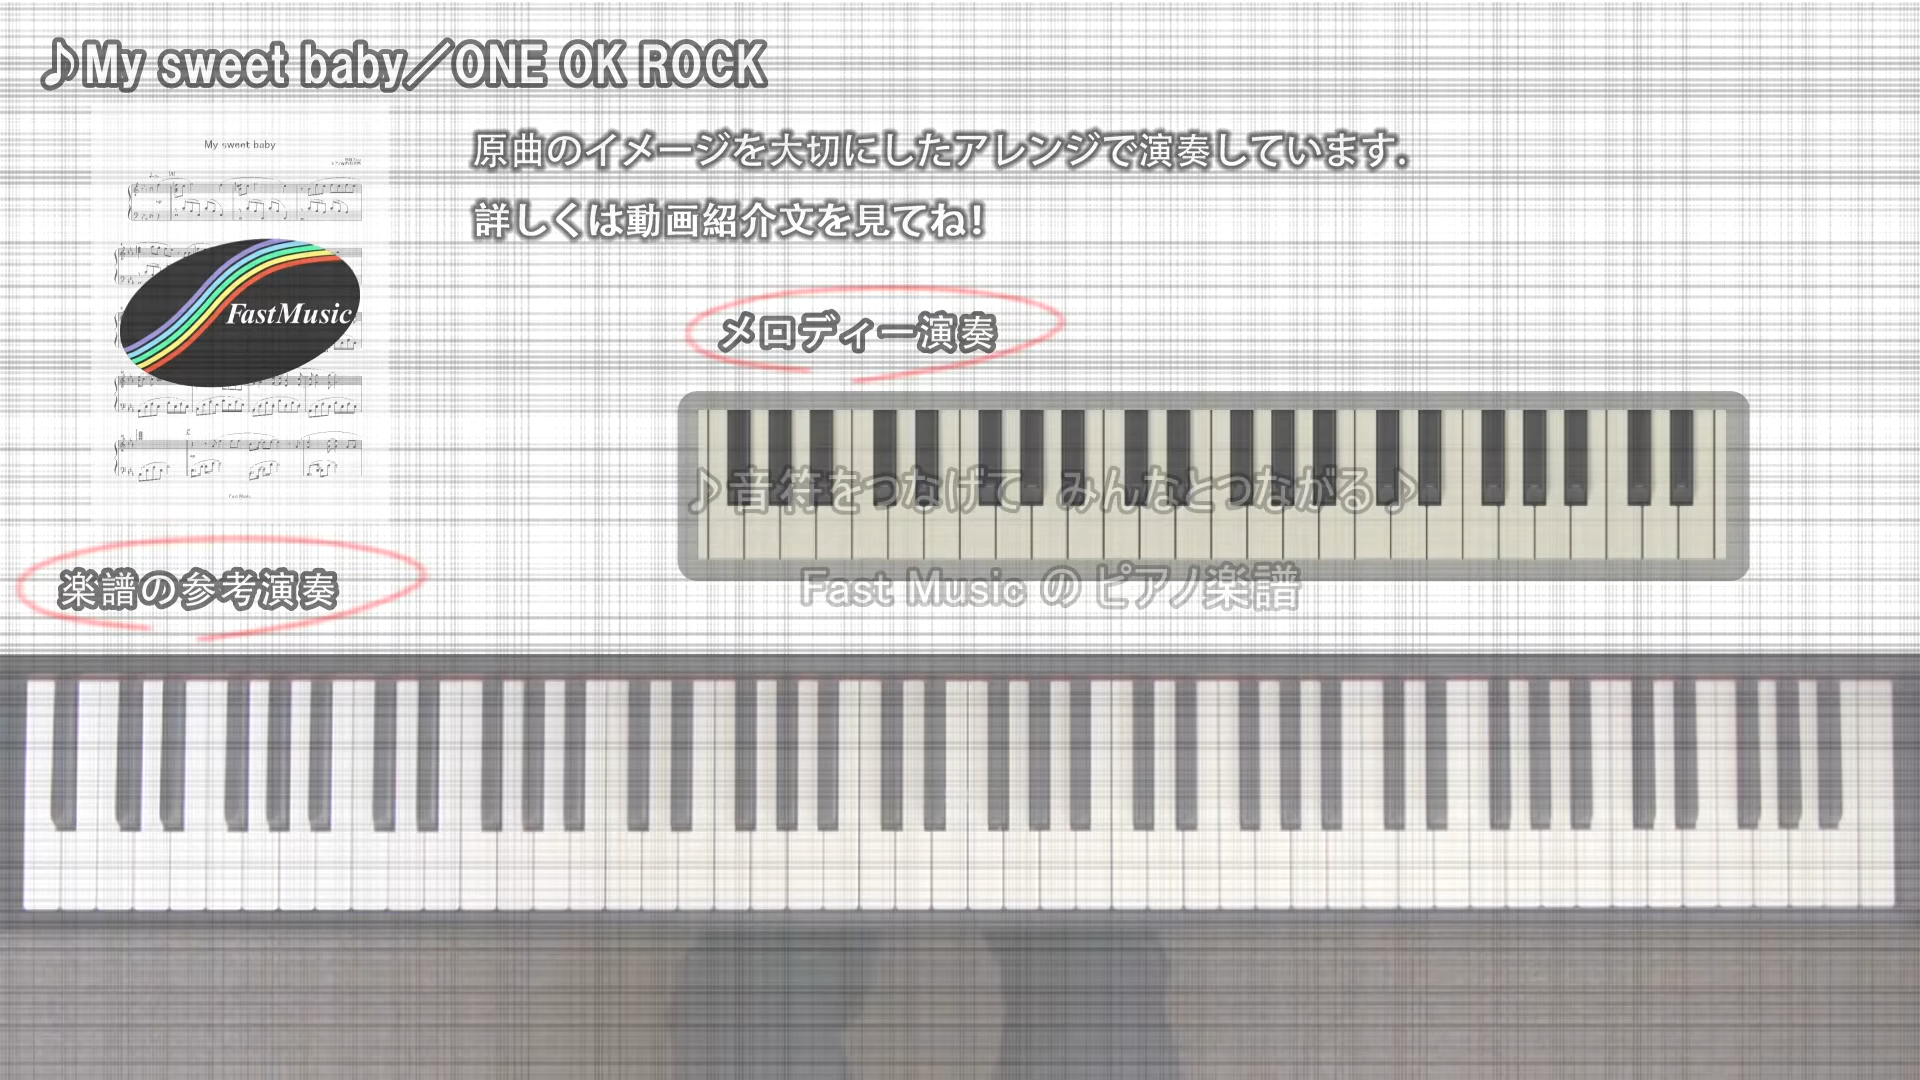 ♪My sweet baby／ONE OK ROCK
My sweet baby
原曲のイメージを大切にしたアレンジで演奏しています.
詳しくは動画紹介文を見てね!
FastMusic
メロディー演奏
♪音符をつなげて みんなとつながる♪
Fast Music の ピアノ楽譜
楽譜の参考演奏